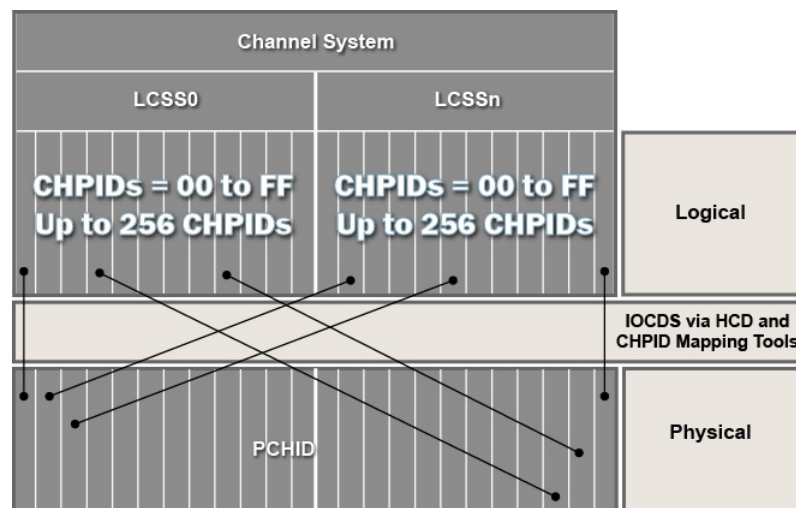 Channel System
LCSS0
LCSSn
CHPIDs = 00 to FF
Up to 256 CHPIDs
CHPIDs = 00 to FF
Up to 256 CHPIDs
Logical
IOCDS via HCD and
CHPID Mapping Tools
PCHID
Physical